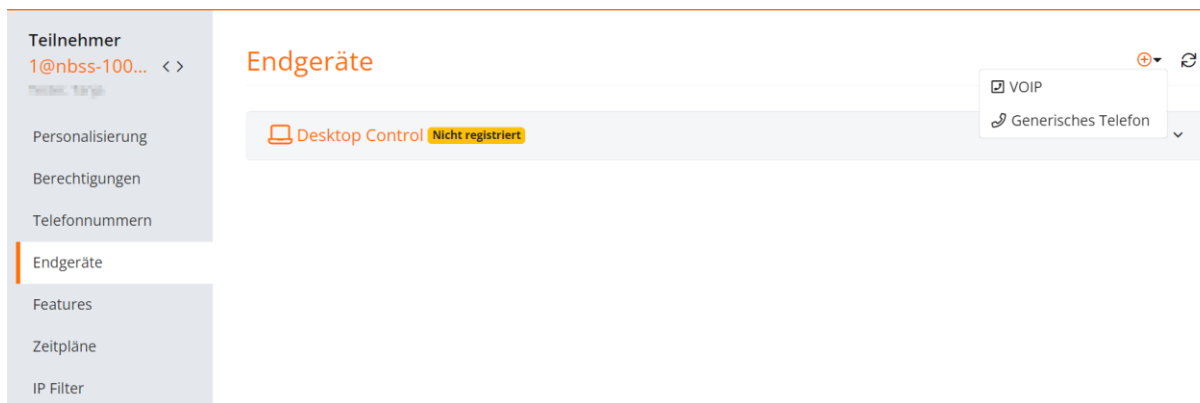 Teilnehmer
1@nbss-100... < >
Personalisierung
Berechtigungen
Telefonnummern
Endgeräte
Features
Zeitpläne
IP Filter
Endgeräte
VOIP
Generisches Telefon
Desktop Control Nicht registriert